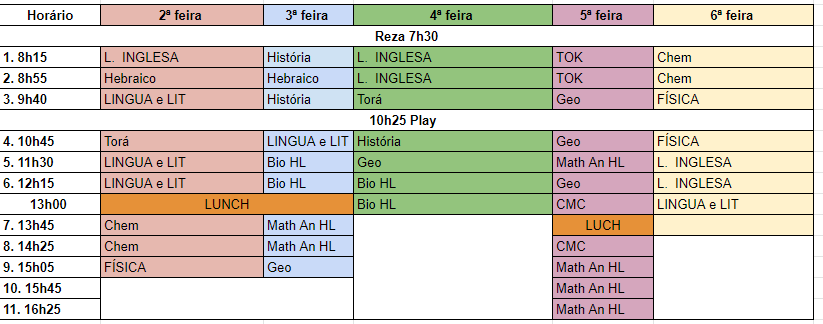 Horário 2ª feira 3ª feira 4ª feira 5ª feira 6ª feira
Reza 7h30
1. 8h15 L. INGLESA História L. INGLESA TOK Chem
2. 8h55 Hebraico Hebraico L. INGLESA TOK Chem
3. 9h40 LINGUA e LIT História Torá Geo FÍSICA
10h25 Play
4. 10h45 Torá LINGUA e LIT História Geo FÍSICA
5. 11h30 LINGUA e LIT Bio HL Geo Math An HL L. INGLESA
6. 12h15 LINGUA e LIT Bio HL Bio HL Geo L. INGLESA
13h00 LUNCH Bio HL CMC LINGUA e LIT
7. 13h45 Chem Math An HL LUCH
8. 14h25 Chem Math An HL CMC
9. 15h05 FÍSICA Geo Math An HL
10. 15h45 Math An HL
11. 16h25 Math An HL